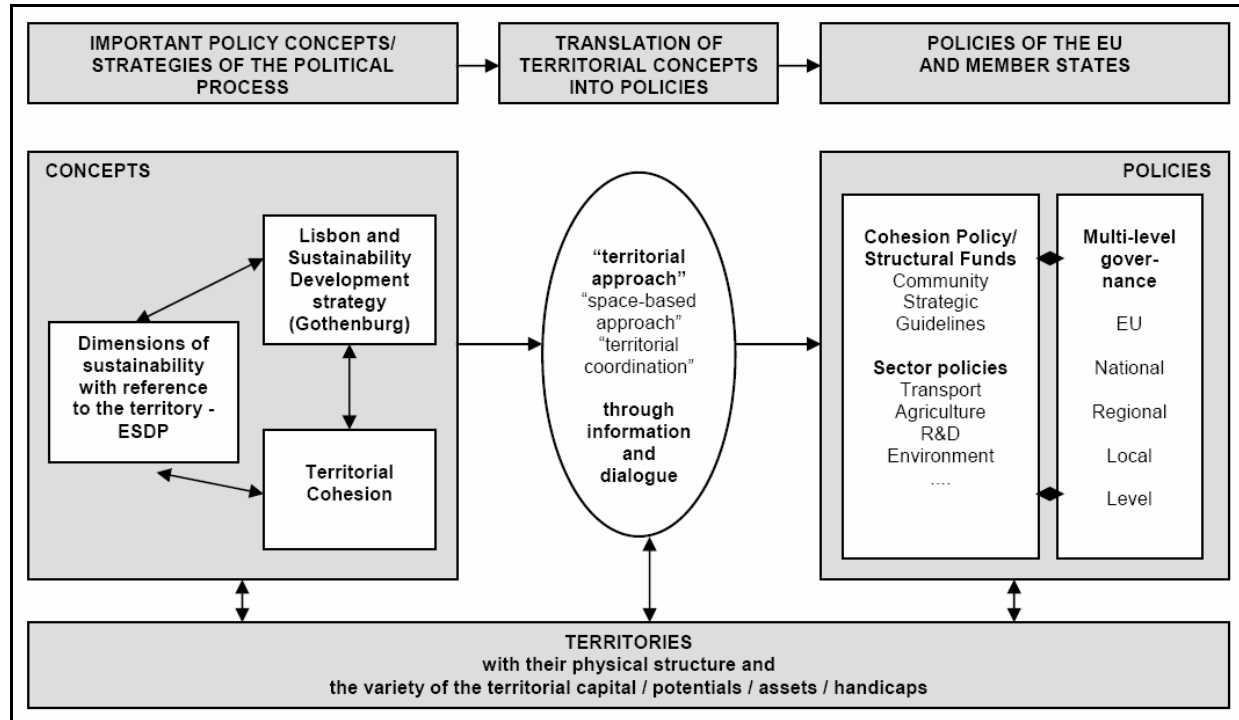 IMPORTANT POLICY CONCEPTS/
STRATEGIES OF THE POLITICAL
PROCESS
TRANSLATION OF
TERRITORIAL CONCEPTS
INTO POLICIES
POLICIES OF THE EU
AND MEMBER STATES
CONCEPTS
Lisbon and
Sustainability
Development
strategy
(Gothenburg)
Dimensions of
sustainability
with reference
to the territory -
ESDP
Territorial
Cohesion
“territorial
approach”
“space-based
approach”
“territorial
coordination”
through
information
and
dialogue
POLICIES
Cohesion Policy/
Structural Funds
Community
Strategic
Guidelines
Sector policies
Transport
Agriculture
R&D
Environment
....
Multi-level
gover-
nance
EU
National
Regional
Local
Level
TERRITORIES
with their physical structure and
the variety of the territorial capital / potentials / assets / handicaps